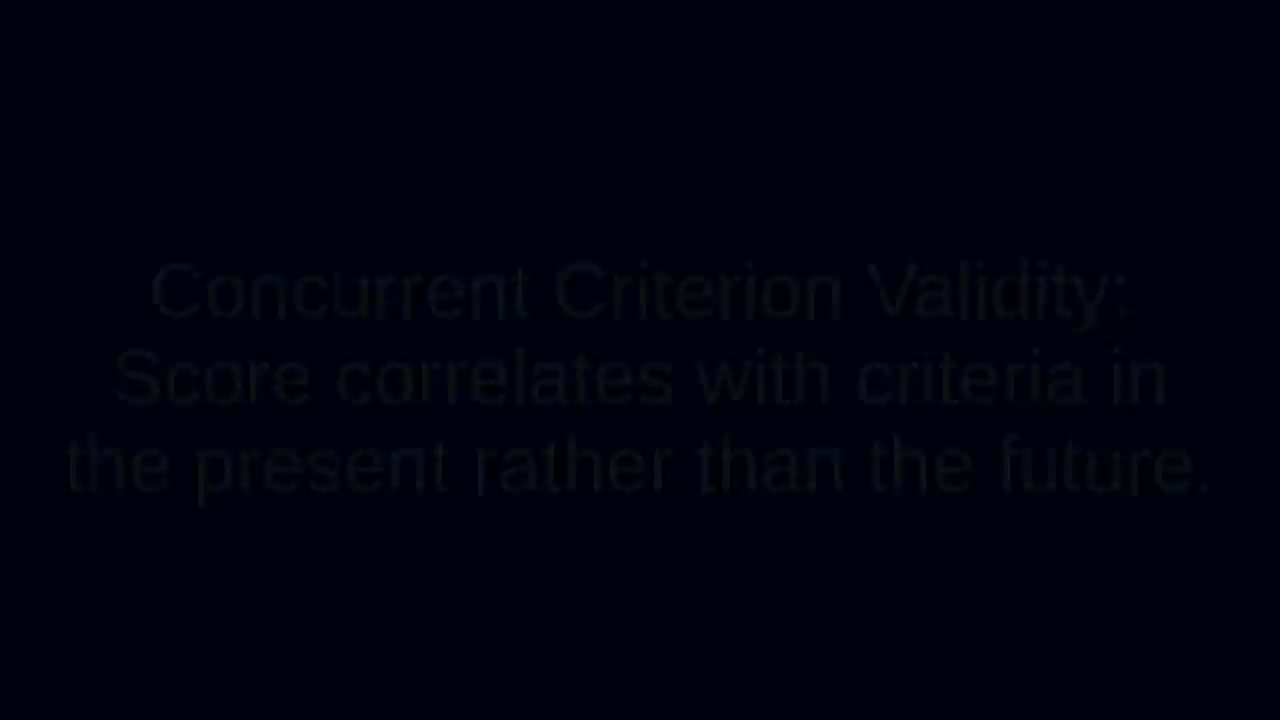 Concurrent Criterion Validity:
Score correlates with criteria in
the present rather than the future.